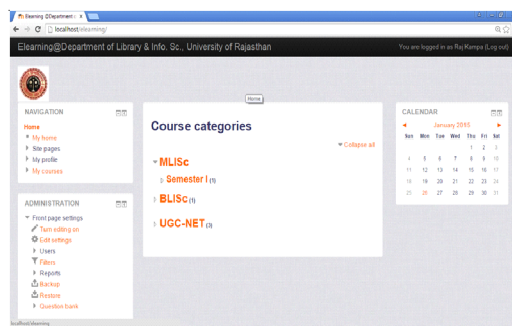 Elearning @Department o
localhost/elearning/
Elearning@Department of Library & Info. Sc., University of Rajasthan
You are logged in as Raj Kampa (Log out)
Home
NAVIGATION
Home
My home
Site pages
My profile
My courses
ADMINISTRATION
Front page settings
Turn editing on
Edit settings
Users
Filters
Reports
Backup
Restore
Question bank
Course categories
Collapse all
MLISc
Semester I (1)
BLISc (1)
UGC-NET (3)
CALENDAR
January 2015
Sun Mon Tue Wed Thu Fri Sat
1 2 3
4 5 6 7 8 9 10
11 12 13 14 15 16 17
18 19 20 21 22 23 24
25 26 27 28 29 30 31
localhost/elearning